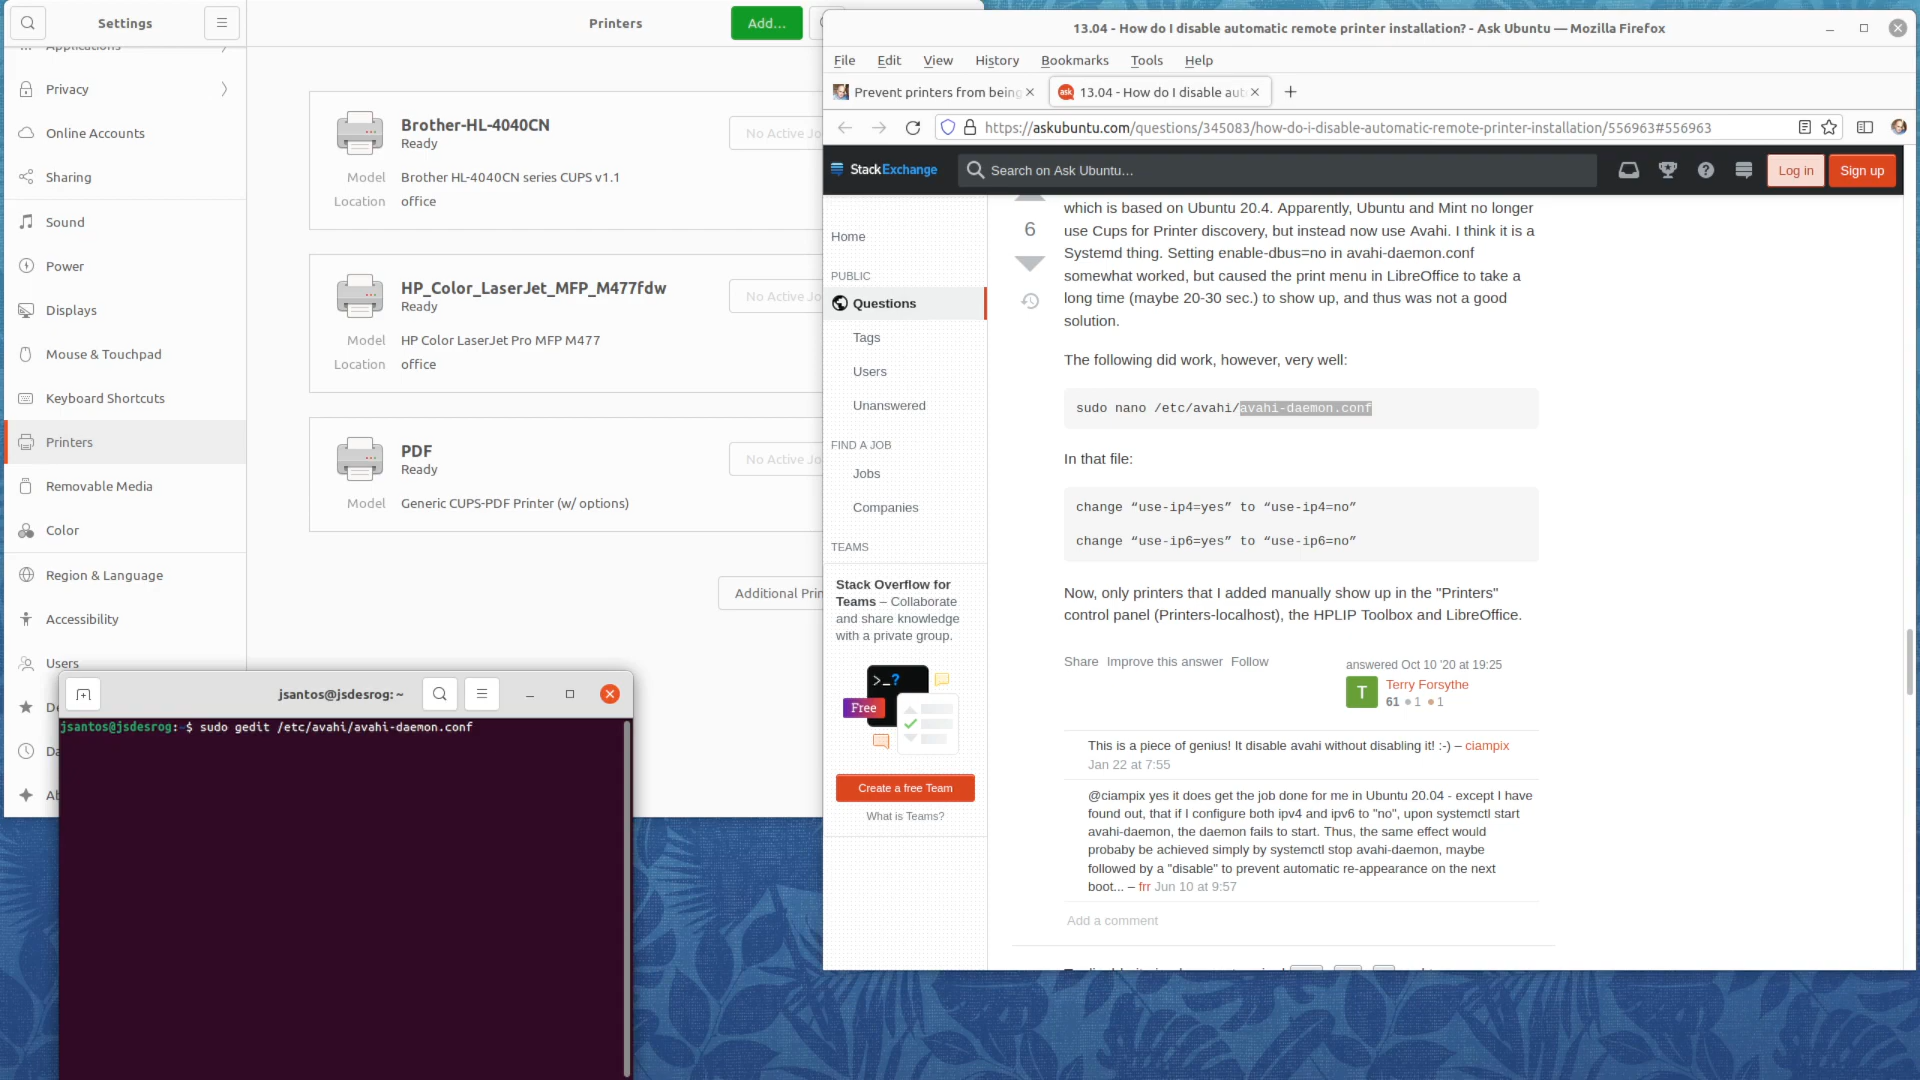 Settings
Printers
Add...
Applications
Privacy
Online Accounts
Sharing
Sound
Power
Displays
Mouse & Touchpad
Keyboard Shortcuts
Printers
Removable Media
Color
Region & Language
Accessibility
Users
Brother-HL-4040CN
Ready
No Active Jo
Model Brother HL-4040CN series CUPS v1.1
Location office
HP_Color_LaserJet_MFP_M477fdw
Ready
No Active Jo
Model HP Color LaserJet Pro MFP M477
Location office
PDF
Ready
No Active Jo
Model Generic CUPS-PDF Printer (w/ options)
Additional Prin
De
Da
Ab
jsantos@jsdesrog: ~
jsantos@jsdesrog:~$ sudo gedit /etc/avahi/avahi-daemon.conf
13.04 - How do I disable automatic remote printer installation? - Ask Ubuntu — Mozilla Firefox
File Edit View History Bookmarks Tools Help
Prevent printers from being
13.04 - How do I disable aut
https://askubuntu.com/questions/345083/how-do-i-disable-automatic-remote-printer-installation/556963#556963
StackExchange
Search on Ask Ubuntu…
Log in
Sign up
Home
PUBLIC
Questions
Tags
Users
Unanswered
FIND A JOB
Jobs
Companies
TEAMS
Stack Overflow for
Teams – Collaborate
and share knowledge
with a private group.
>_?
Free
Create a free Team
What is Teams?
6
which is based on Ubuntu 20.4. Apparently, Ubuntu and Mint no longer
use Cups for Printer discovery, but instead now use Avahi. I think it is a
Systemd thing. Setting enable-dbus=no in avahi-daemon.conf
somewhat worked, but caused the print menu in LibreOffice to take a
long time (maybe 20-30 sec.) to show up, and thus was not a good
solution.
The following did work, however, very well:
sudo nano /etc/avahi/avahi-daemon.conf
In that file:
change “use-ip4=yes” to “use-ip4=no”
change “use-ip6=yes” to “use-ip6=no”
Now, only printers that I added manually show up in the "Printers"
control panel (Printers-localhost), the HPLIP Toolbox and LibreOffice.
Share Improve this answer Follow
answered Oct 10 '20 at 19:25
T
Terry Forsythe
61 ●1 ●1
This is a piece of genius! It disable avahi without disabling it! :-) – ciampix
Jan 22 at 7:55
@ciampix yes it does get the job done for me in Ubuntu 20.04 - except I have
found out, that if I configure both ipv4 and ipv6 to "no", upon systemctl start
avahi-daemon, the daemon fails to start. Thus, the same effect would
probaby be achieved simply by systemctl stop avahi-daemon, maybe
followed by a "disable" to prevent automatic re-appearance on the next
boot... – frr Jun 10 at 9:57
Add a comment